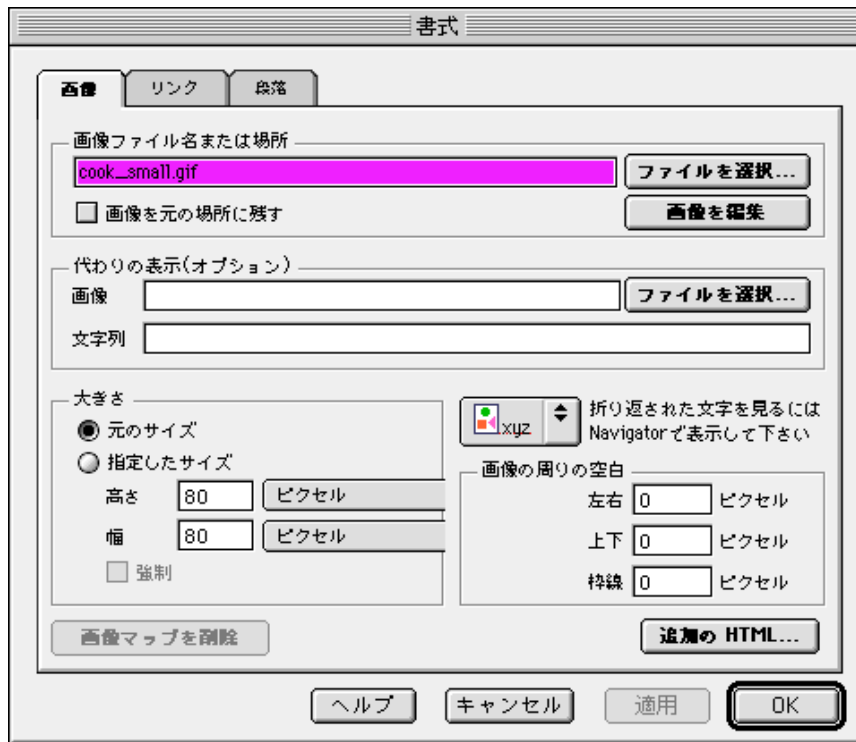 書式
画像 リンク 段落
画像ファイル名または場所
cook_small.gif ファイルを選択...
画像を元の場所に残す 画像を編集
代わりの表示(オプション)
画像 ファイルを選択...
文字列
大きさ
元のサイズ
指定したサイズ
高さ 80 ピクセル
幅 80 ピクセル
強制
xyz 折り返された文字を見るには
Navigatorで表示して下さい
画像の周りの空白
左右 0 ピクセル
上下 0 ピクセル
枠線 0 ピクセル
画像マップを削除 追加の HTML...
ヘルプ キャンセル 適用 OK